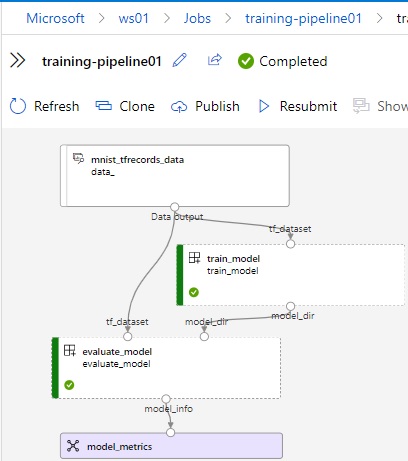 Microsoft > ws01 > Jobs > training-pipeline01 >
training-pipeline01 Completed
Refresh Clone Publish Resubmit Show
mnist_tfrecords_data
data_
Data output
tf_dataset
train_model
train_model
model_dir
tf_dataset
model_dir
evaluate_model
evaluate_model
model_info
model_metrics